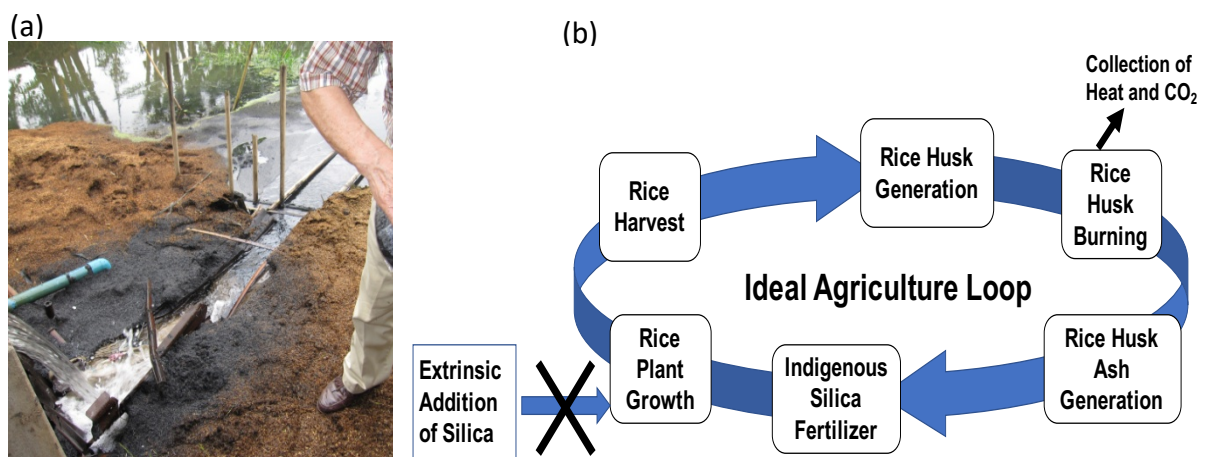 (a)
(b)
Collection of
Heat and CO₂
Rice Husk
Generation
Rice
Husk
Burning
Rice
Harvest
Ideal Agriculture Loop
Rice Husk
Ash
Generation
Indigenous
Silica
Fertilizer
Rice
Plant
Growth
Extrinsic
Addition
of Silica